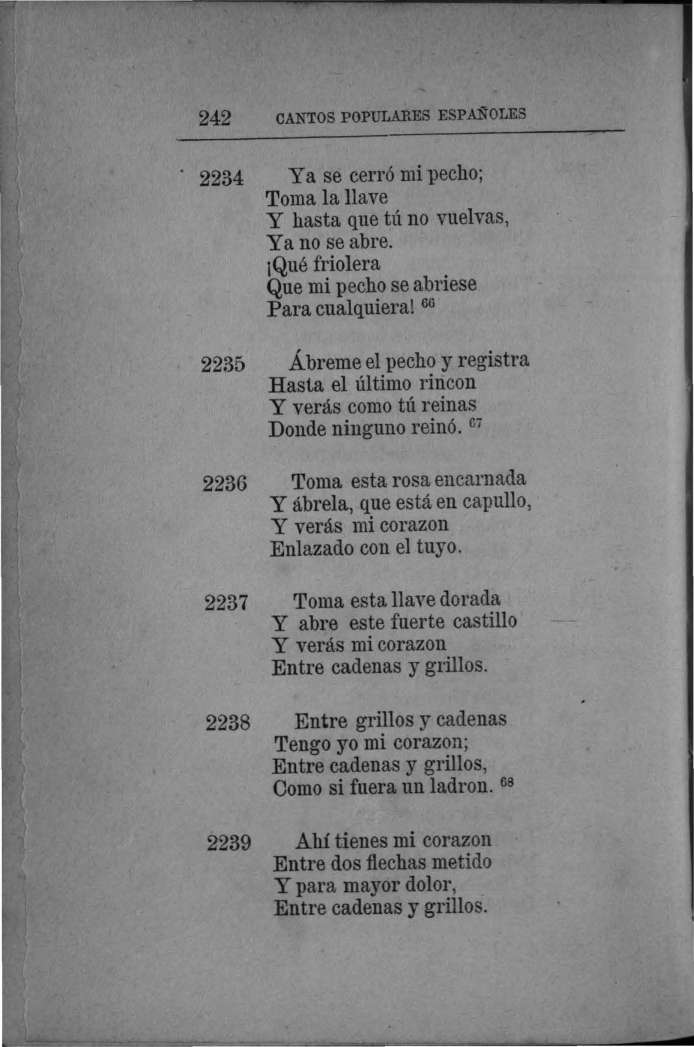 242 CANTOS POPULARES ESPAÑOLES
2234 Ya se cerró mi pecho;
Toma la llave
Y hasta que tú no vuelvas,
Ya no se abre.
¡Qué friolera
Que mi pecho se abriese
Para cualquiera! 66
2235 Ábreme el pecho y registra
Hasta el último rincon
Y verás como tú reinas
Donde ninguno reinó. 67
2236 Toma esta rosa encarnada
Y ábrela, que está en capullo,
Y verás mi corazon
Enlazado con el tuyo.
2237 Toma esta llave dorada
Y abre este fuerte castillo
Y verás mi corazon
Entre cadenas y grillos.
2238 Entre grillos y cadenas
Tengo yo mi corazon;
Entre cadenas y grillos,
Como si fuera un ladron. 68
2239 Ahí tienes mi corazon
Entre dos flechas metido
Y para mayor dolor,
Entre cadenas y grillos.